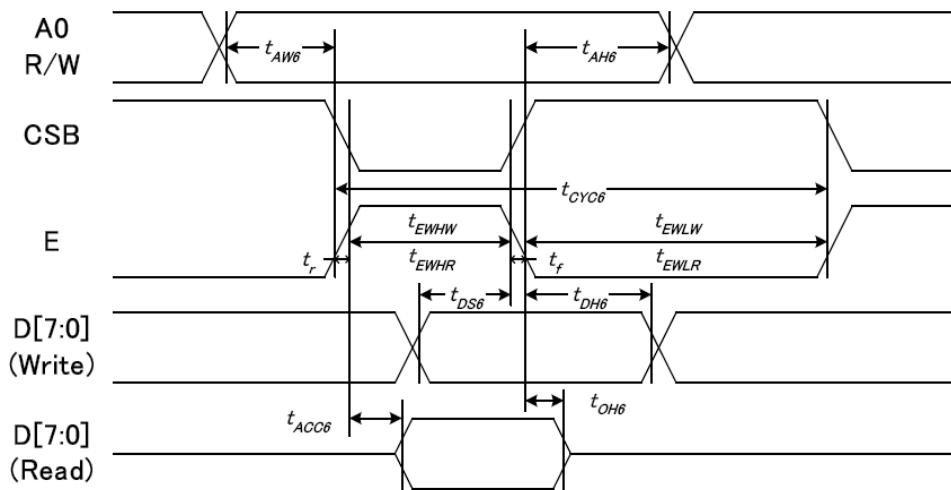 A0
R/W
tAW6
tAH6
CSB
tCYC6
E
tEWHW
tEWLW
tr
tEWHR
tf
tEWLR
tDS6
tDH6
D[7:0]
(Write)
tACC6
tOH6
D[7:0]
(Read)